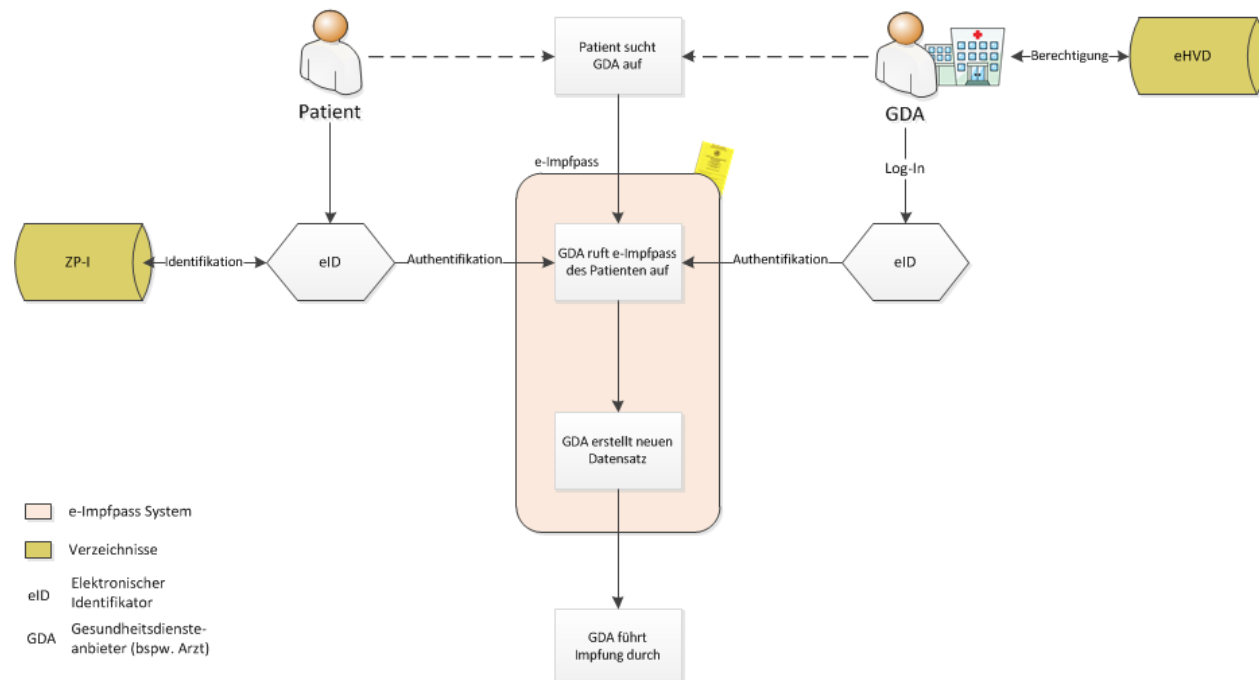 Patient sucht
GDA auf
Berechtigung
eHVD
Patient
GDA
e-Impfpass
Log-In
ZP-I
Identifikation
eID
Authentifikation
GDA ruft e-Impfpass
des Patienten auf
Authentifikation
eID
GDA erstellt neuen
Datensatz
e-Impfpass System
Verzeichnisse
eID
Elektronischer
Identifikator
GDA
Gesundheitsdienste-
anbieter (bspw. Arzt)
GDA führt
Impfung durch